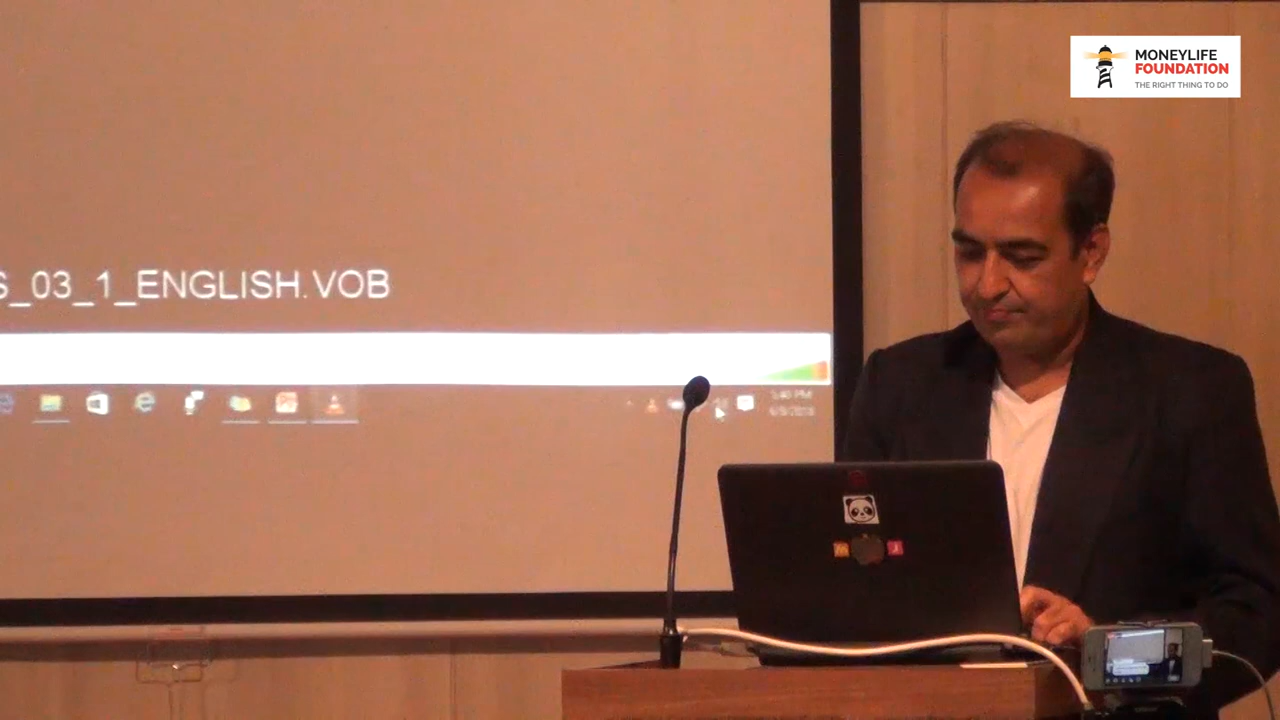 MONEYLIFE
FOUNDATION
THE RIGHT THING TO DO
S_03_1_ENGLISH.VOB
M
J